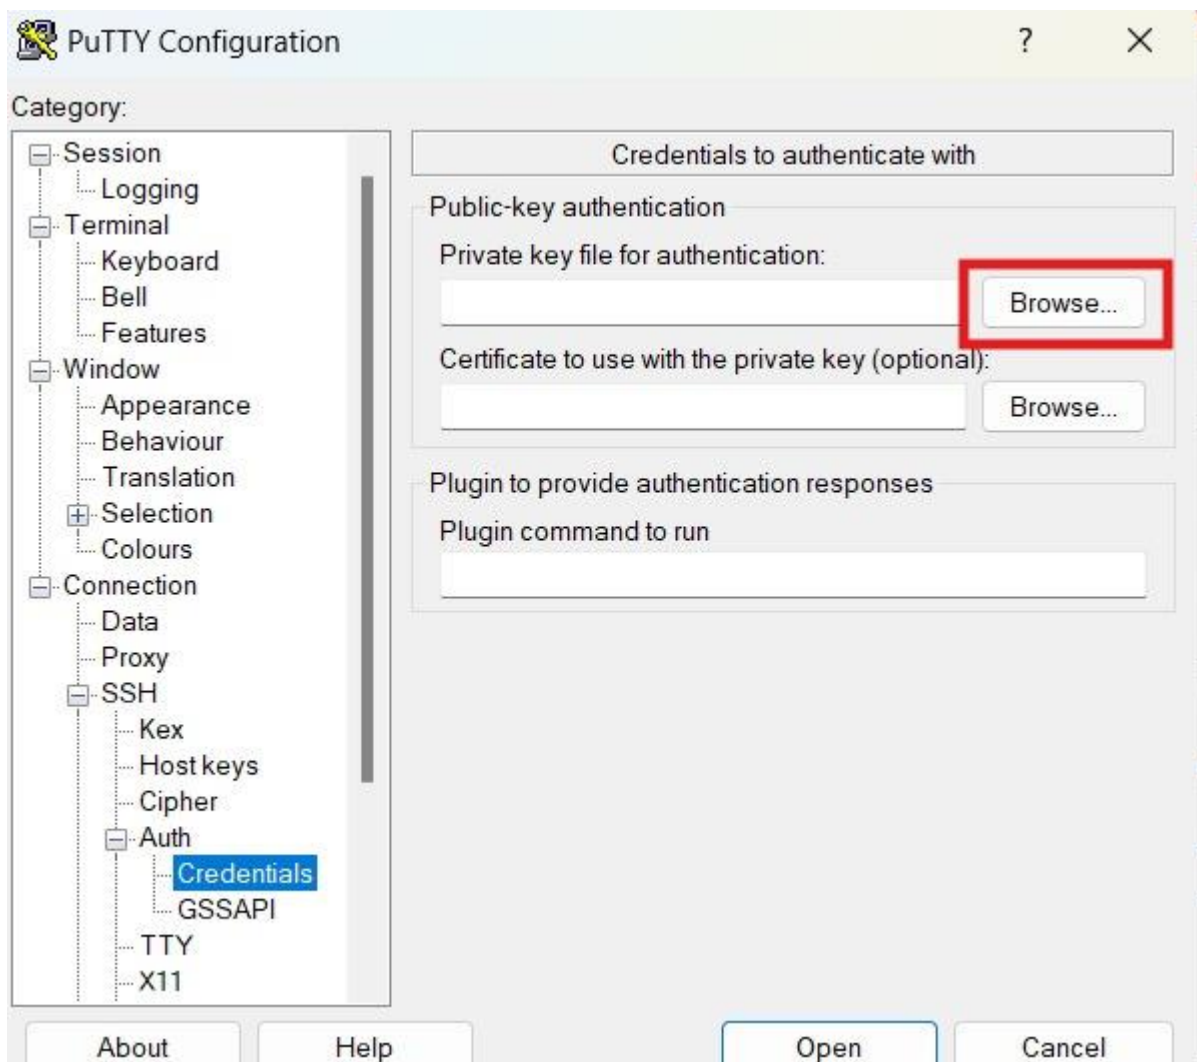 PuTTY Configuration
?
Category:
Session
Logging
Terminal
Keyboard
Bell
Features
Window
Appearance
Behaviour
Translation
Selection
Colours
Connection
Data
Proxy
SSH
Kex
Host keys
Cipher
Auth
Credentials
GSSAPI
TTY
X11
Credentials to authenticate with
Public-key authentication
Private key file for authentication:
Browse...
Certificate to use with the private key (optional):
Browse...
Plugin to provide authentication responses
Plugin command to run
About
Help
Open
Cancel